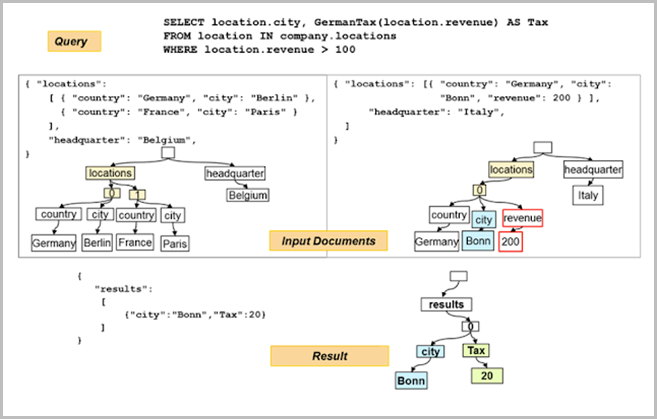 Query
SELECT location.city, GermanTax(location.revenue) AS Tax
FROM location IN company.locations
WHERE location.revenue > 100
{ "locations":
[ { "country": "Germany", "city": "Berlin" },
{ "country": "France", "city": "Paris" }
],
"headquarter": "Belgium",
}
locations
headquarter
0
1
Belgium
country
city
country
city
Germany
Berlin
France
Paris
{ "locations": [{ "country": "Germany", "city":
"Bonn", "revenue": 200 } ],
"headquarter": "Italy",
]
}
locations
headquarter
0
Italy
country
city
revenue
Germany
Bonn
200
Input Documents
{
"results":
[
{"city":"Bonn","Tax":20}
]
}
results
0
city
Tax
Bonn
20
Result